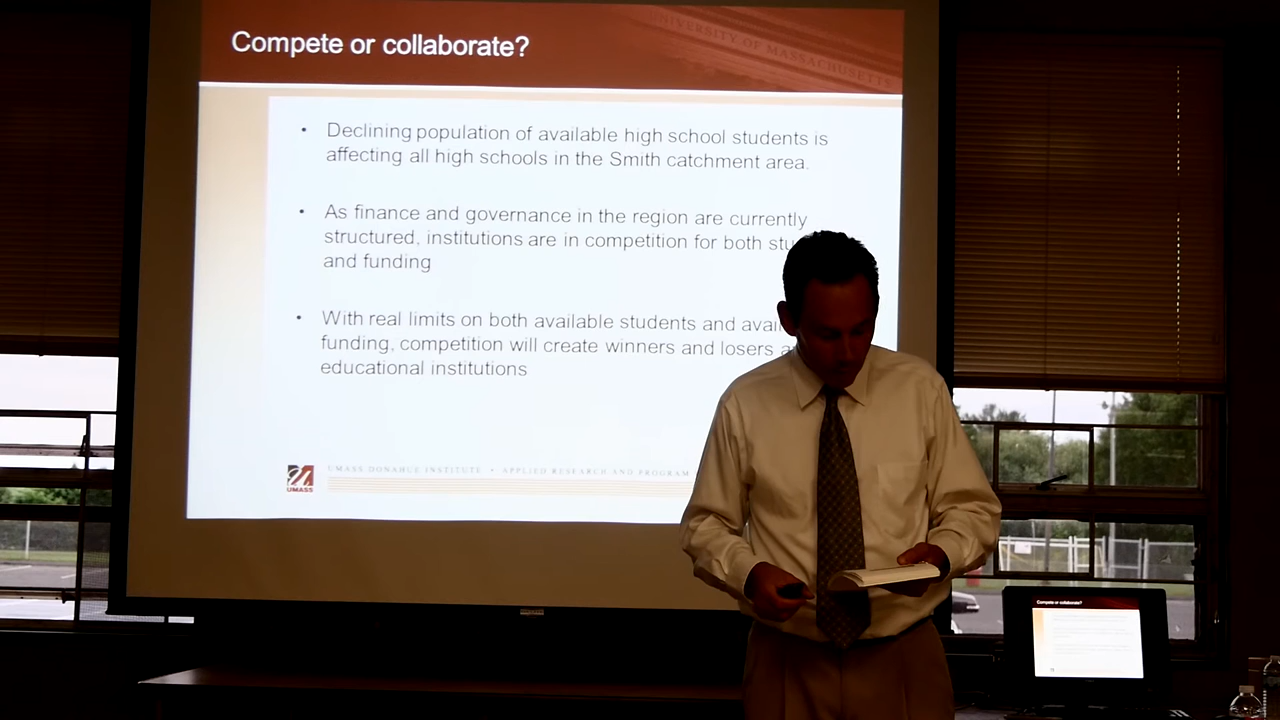 UNIVERSITY OF MASSACHUSETTS
Compete or collaborate?
• Declining population of available high school students is
affecting all high schools in the Smith catchment area.
• As finance and governance in the region are currently
structured, institutions are in competition for both
and funding
• With real limits on both available students and
funding, competition will create winners and losers
educational institutions
UMASS
UMASS DONAHUE INSTITUTE • APPLIED RESEARCH AND PROGRAM
Compete or collaborate?